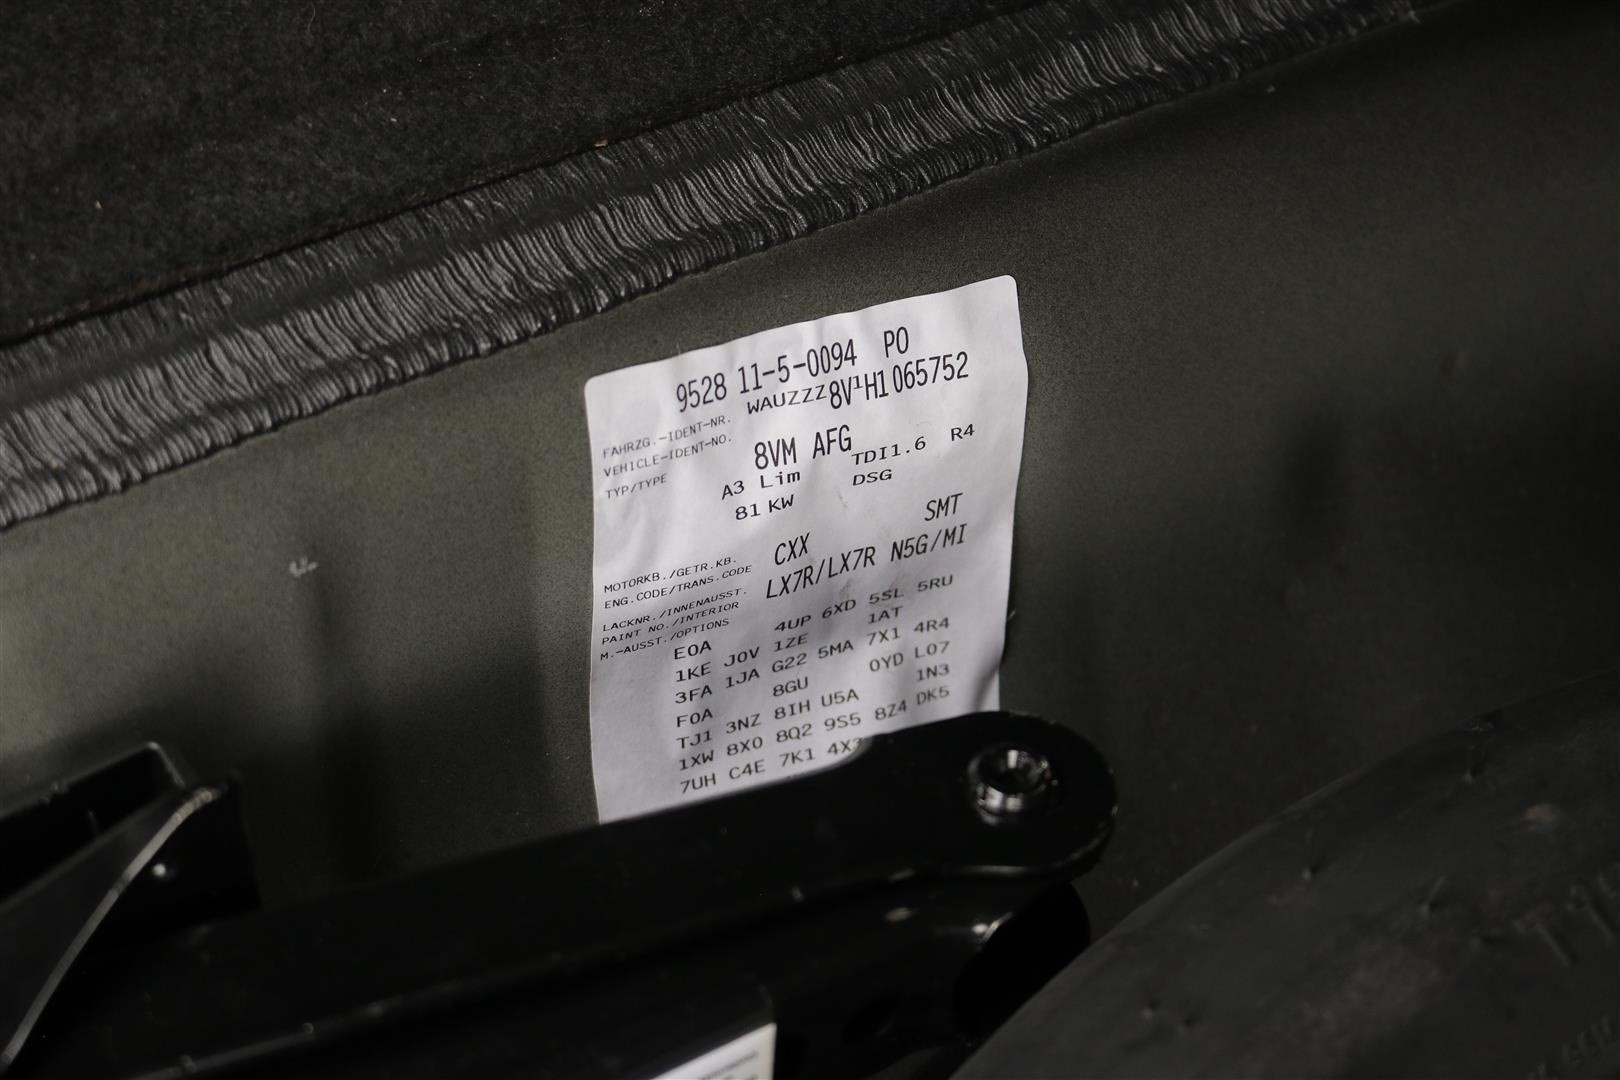 9528 11-5-0094 PO
FAHRZG.-IDENT-NR.
VEHICLE-IDENT-NO. WAUZZZ8V1H1065752
TYP/TYPE 8VM AFG
A3 Lim TDI1.6 R4
81 KW DSG
MOTORKB./GETR.KB.
ENG.CODE/TRANS.CODE CXX SMT
LACKNR./INNENAUSST.
PAINT NO./INTERIOR LX7R/LX7R N5G/MI
M.-AUSST./OPTIONS
E0A 4UP 6XD 5SL 5RU
1KE J0V 1ZE 1AT
3FA 1JA G22 5MA 7X1 4R4
F0A 8GU 0YD L07
TJ1 3NZ 8IH U5A 1N3
1XW 8X0 8Q2 9S5 8Z4 DK5
7UH C4E 7K1 4X3